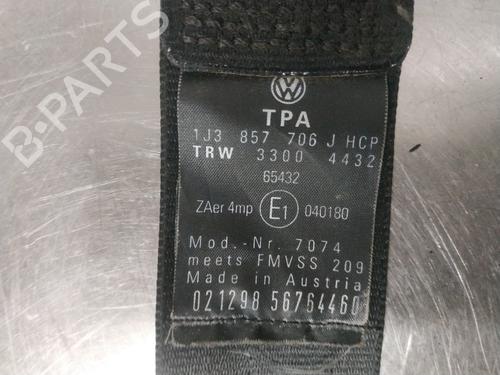 B-PARTS
TPA
1J3 857 706 J HCP
TRW 3300 4432
65432
ZAer 4mp E1 040180
Mod.-Nr. 7074
meets FMVSS 209
Made in Austria
021298 56764460